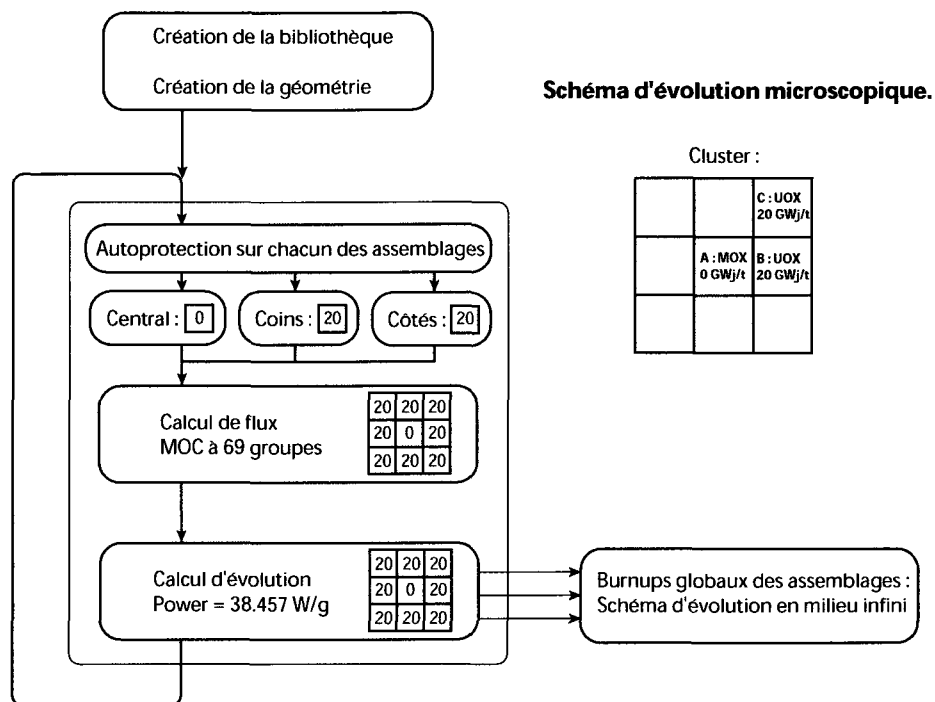 Création de la bibliothèque
Création de la géométrie
Schéma d'évolution microscopique.
Cluster :
C : UOX
20 GWj/t
A : MOX
0 GWj/t
B : UOX
20 GWj/t
Autoprotection sur chacun des assemblages
Central : 0
Coins : 20
Côtés : 20
Calcul de flux
MOC à 69 groupes
20 20 20
20 0 20
20 20 20
Calcul d'évolution
Power = 38.457 W/g
20 20 20
20 0 20
20 20 20
Burnups globaux des assemblages :
Schéma d'évolution en milieu infini